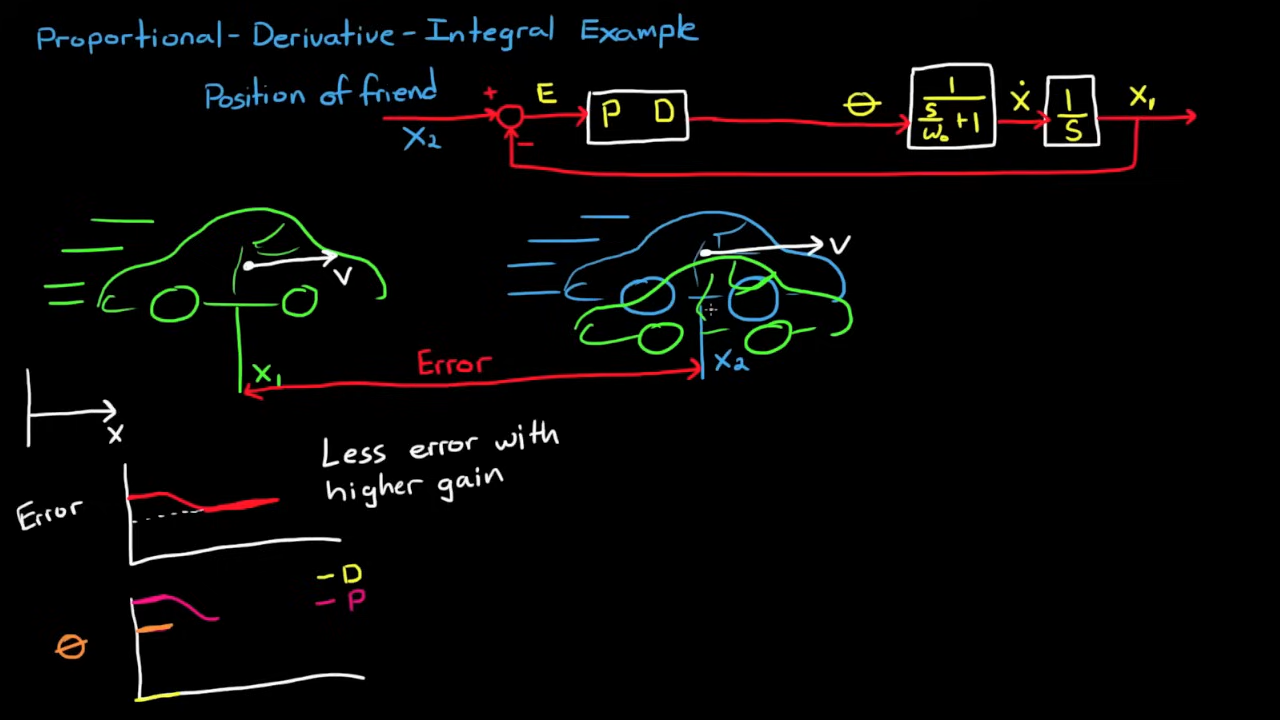 Proportional-Derivative-Integral Example
Position of friend
X₂
+
−
E
P D
Θ
1
s/ω₀ +1
Ẋ
1
S
X₁
V
V
X₁
Error
X₂
X
Less error with
higher gain
Error
– D
– P
Θ